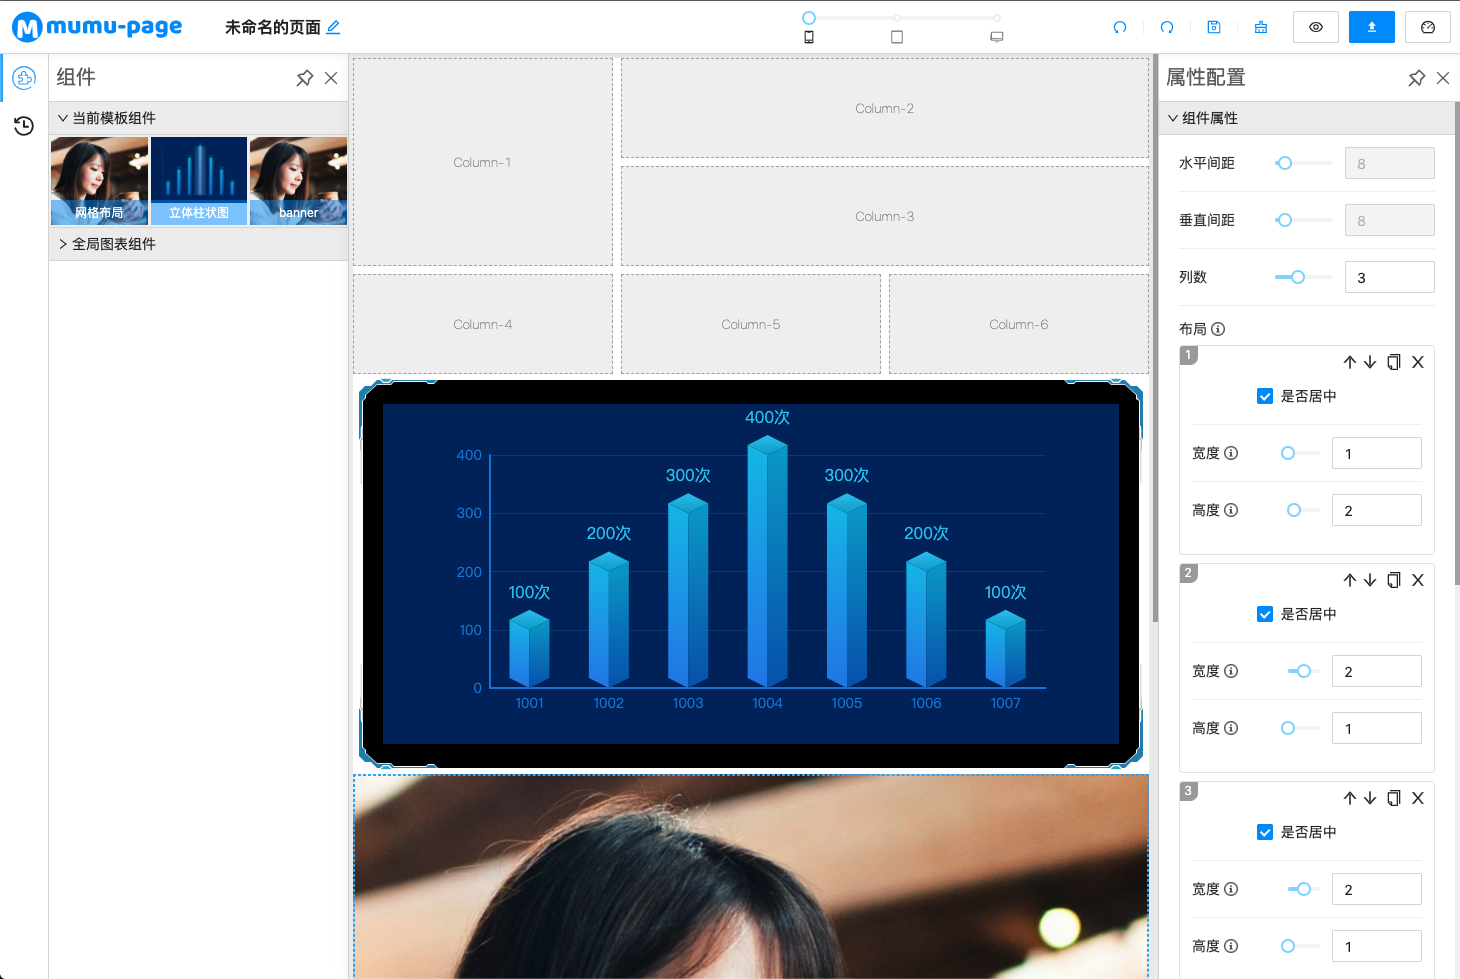 mumu-page
未命名的页面
组件
当前模板组件
网格布局
立体柱状图
banner
全局图表组件
Column-1
Column-2
Column-3
Column-4
Column-5
Column-6
400次
300次
300次
200次
200次
100次
100次
400
300
200
100
0
1001
1002
1003
1004
1005
1006
1007
属性配置
组件属性
水平间距
8
垂直间距
8
列数
3
布局
1
是否居中
宽度
1
高度
2
2
是否居中
宽度
2
高度
1
3
是否居中
宽度
2
高度
1